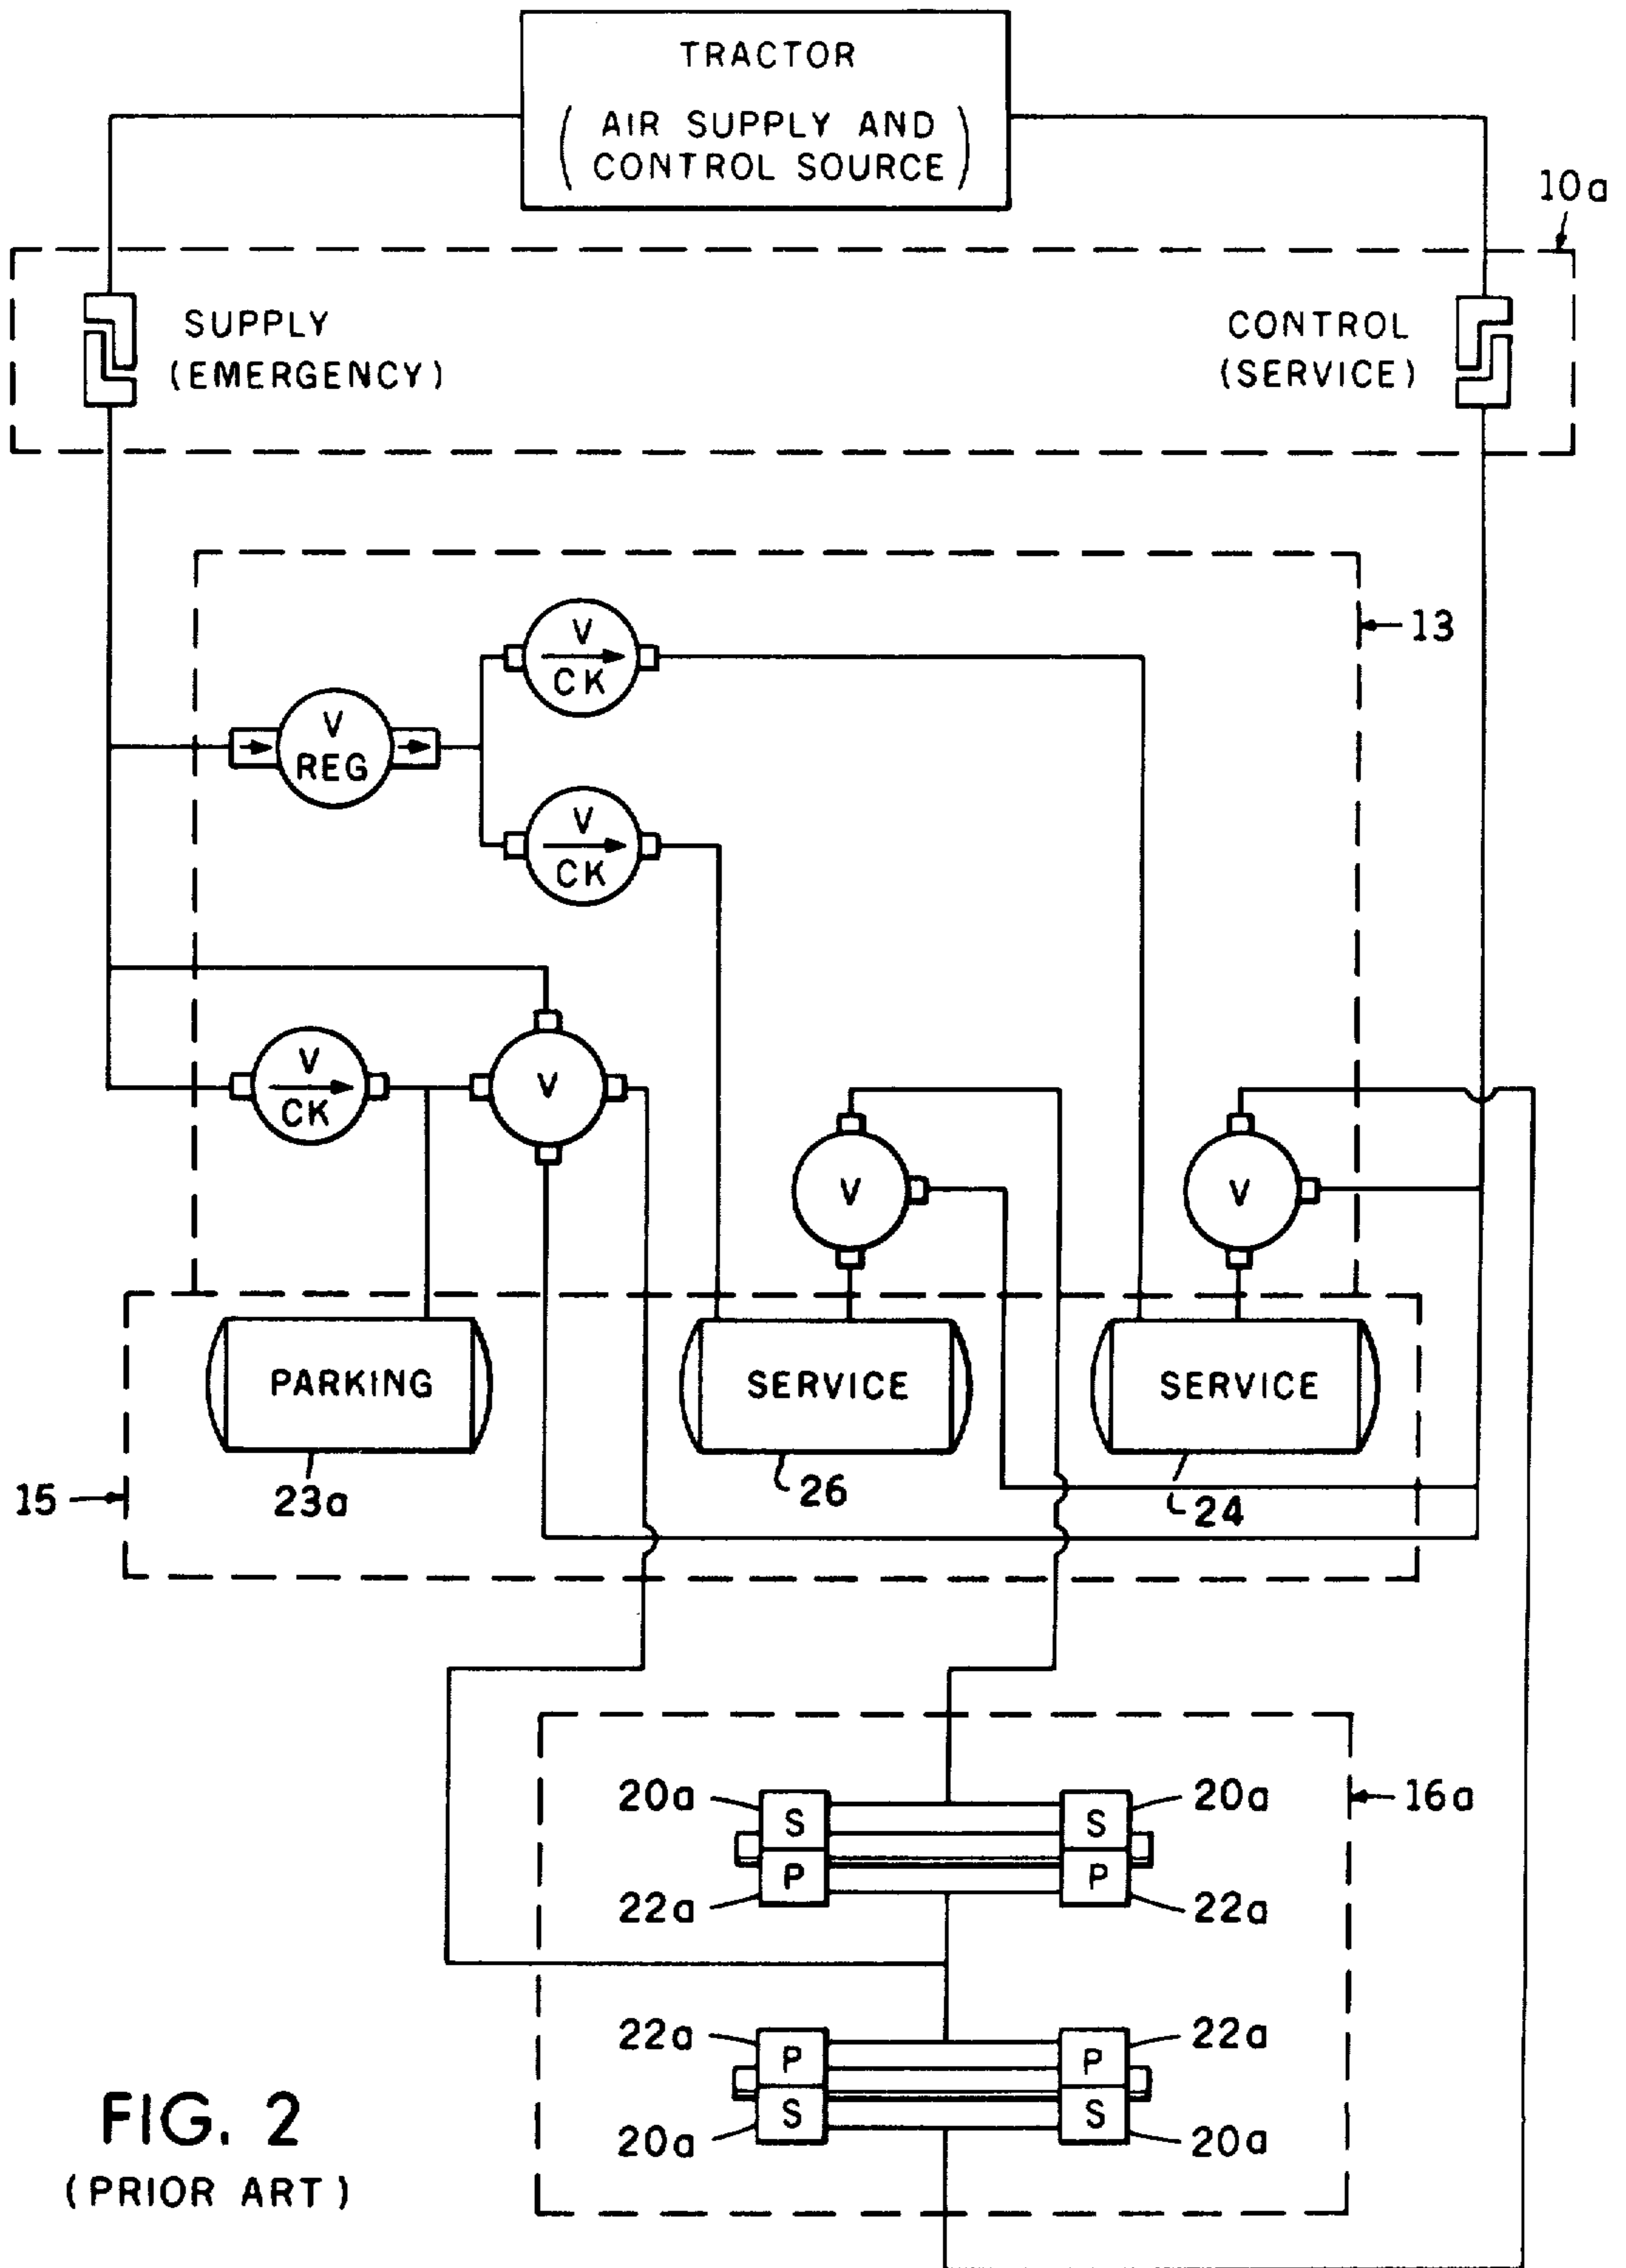 TRACTOR
(AIR SUPPLY AND
CONTROL SOURCE)
10a
SUPPLY
(EMERGENCY)
CONTROL
(SERVICE)
13
V
CK
V
REG
V
CK
V
CK
V
V
V
PARKING
SERVICE
SERVICE
15
23a
26
24
16a
20a
S
S
20a
22a
P
P
22a
22a
P
P
22a
20a
S
S
20a
FIG. 2
(PRIOR ART)